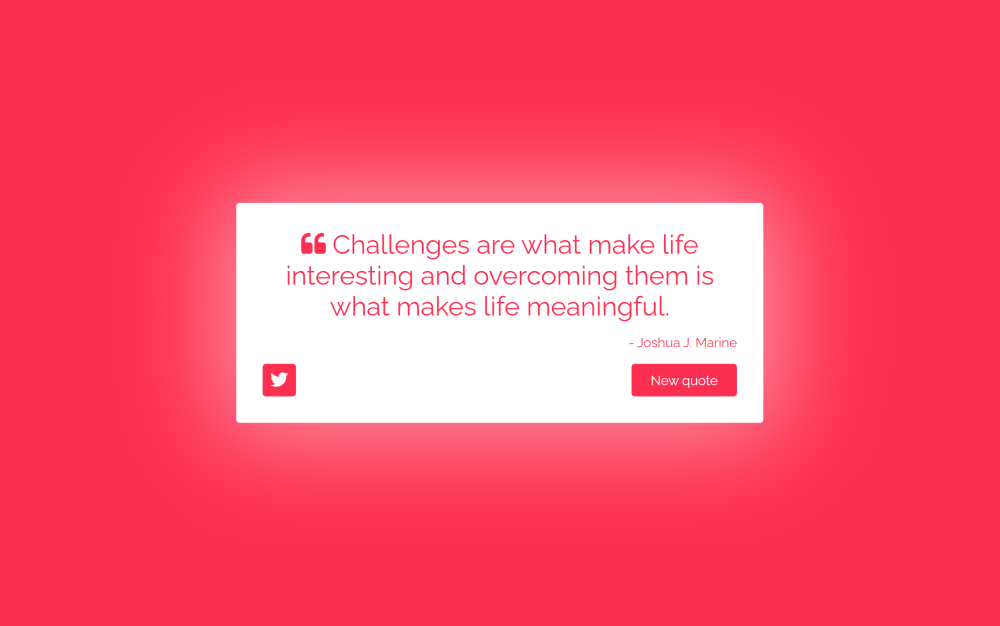 “ Challenges are what make life
interesting and overcoming them is
what makes life meaningful.
- Joshua J. Marine
New quote